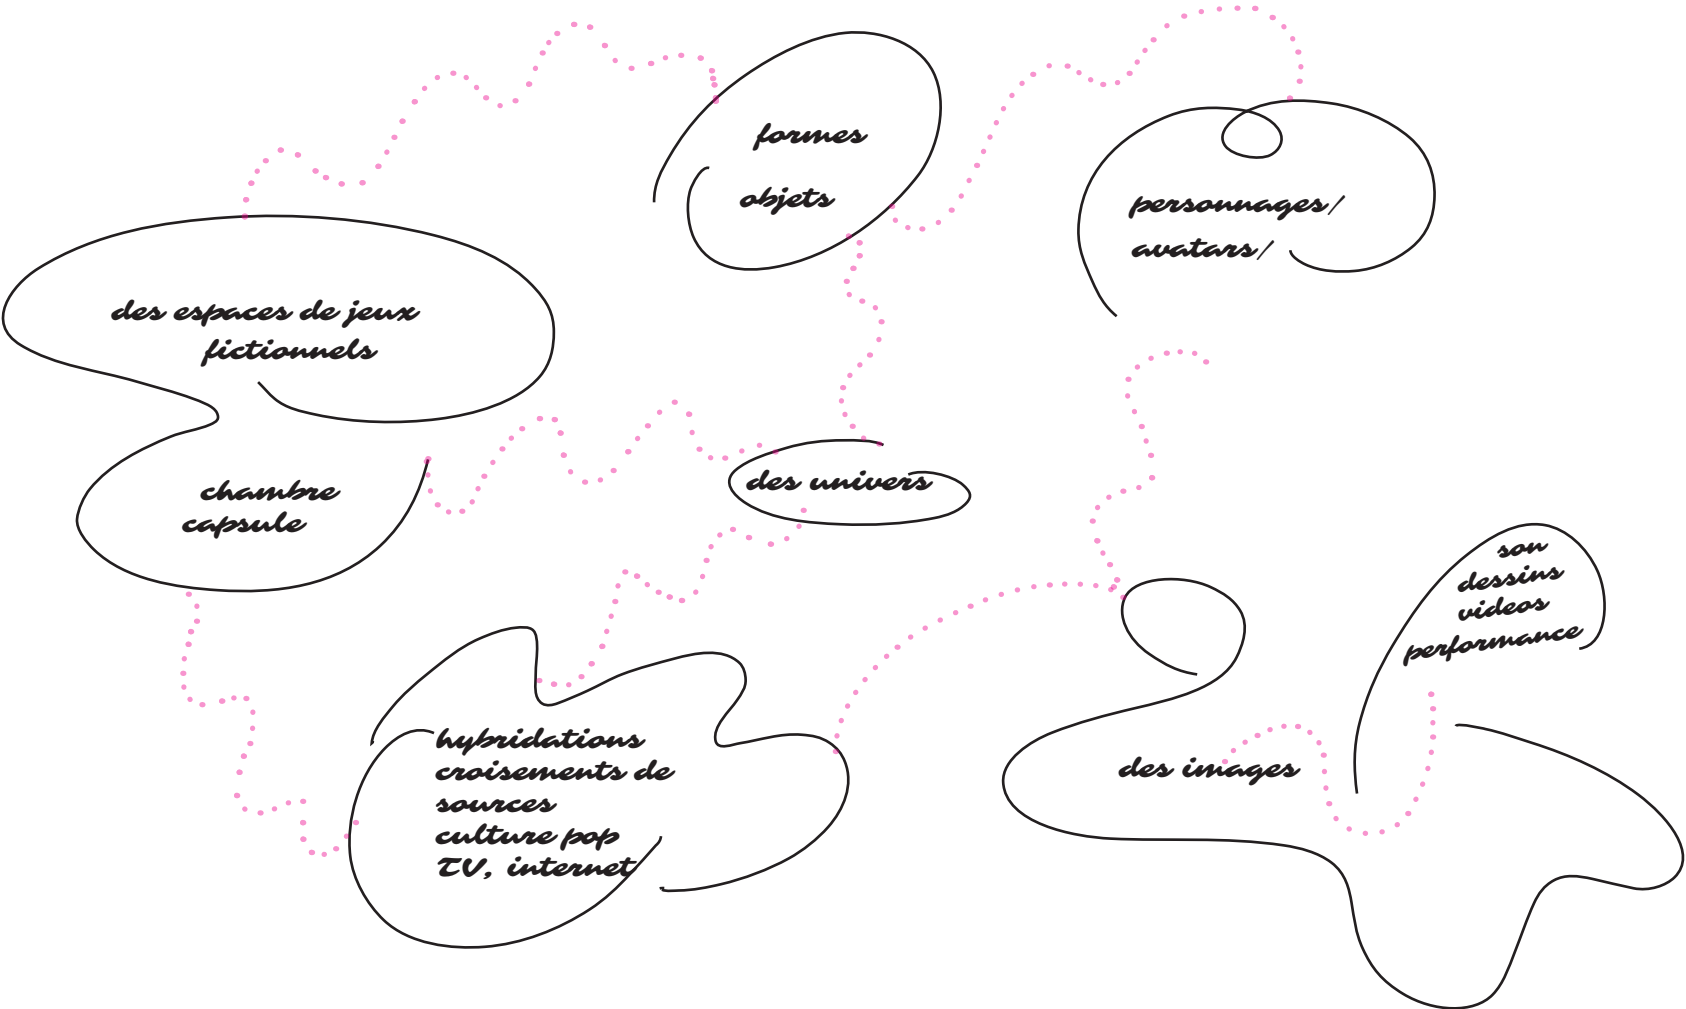 formes
objets
personnages/
avatars/
des espaces de jeux
fictionnels
chambre
capsule
des univers
son
dessins
videos
performance
hybridations
croisements de
sources
culture pop
TV, internet
des images